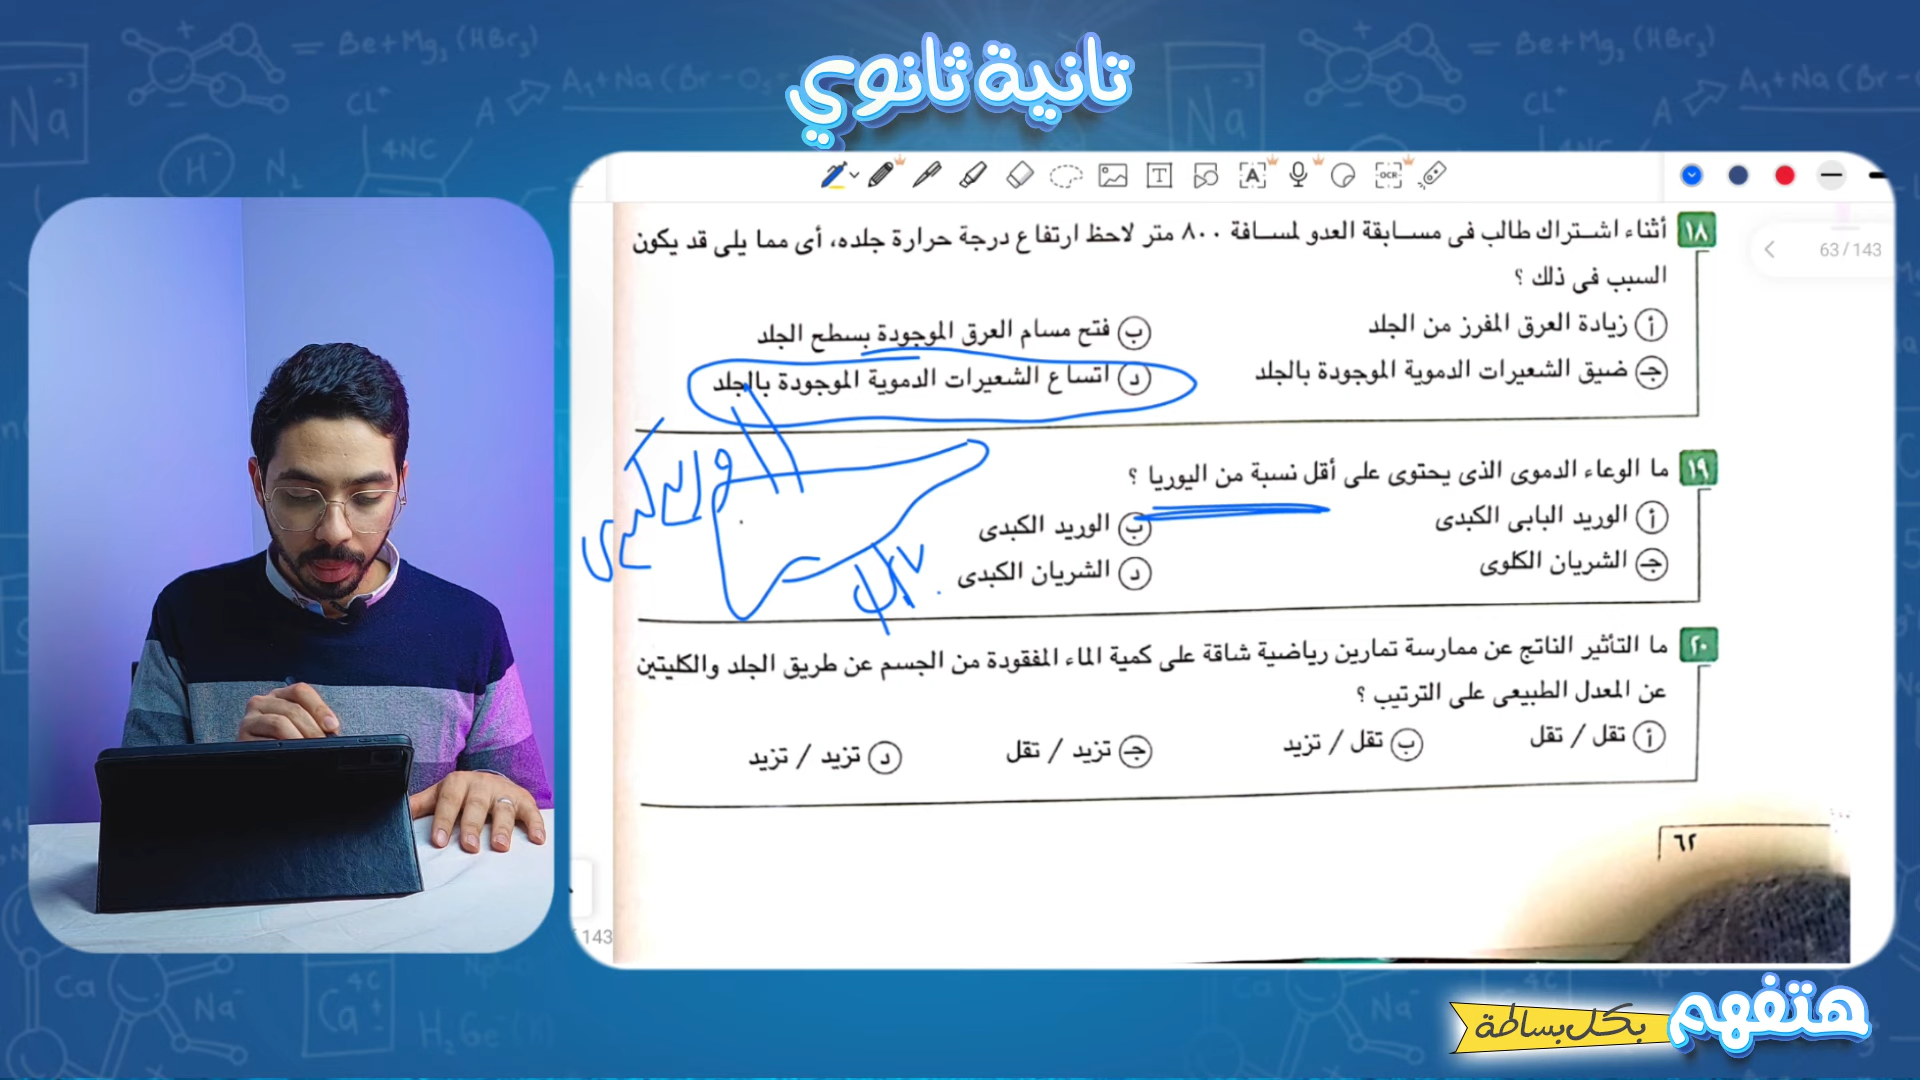 تانية ثانوي
63/143
١٨ أثناء اشتراك طالب فى مسابقة العدو لمسافة ٨٠٠ متر لاحظ ارتفاع درجة حرارة جلده، أى مما يلى قد يكون
السبب فى ذلك ؟
أ زيادة العرق المفرز من الجلد
ب فتح مسام العرق الموجودة بسطح الجلد
جـ ضيق الشعيرات الدموية الموجودة بالجلد
د اتساع الشعيرات الدموية الموجودة بالجلد
١٩ ما الوعاء الدموى الذى يحتوى على أقل نسبة من اليوريا ؟
أ الوريد البابى الكبدى
ب الوريد الكبدى
جـ الشريان الكلوى
د الشريان الكبدى
٢٠ ما التأثير الناتج عن ممارسة تمارين رياضية شاقة على كمية الماء المفقودة من الجسم عن طريق الجلد والكليتين
عن المعدل الطبيعى على الترتيب ؟
أ تقل / تقل
ب تقل / تزيد
جـ تزيد / تقل
د تزيد / تزيد
٦٢
143
هتفهم
بكل بساطة